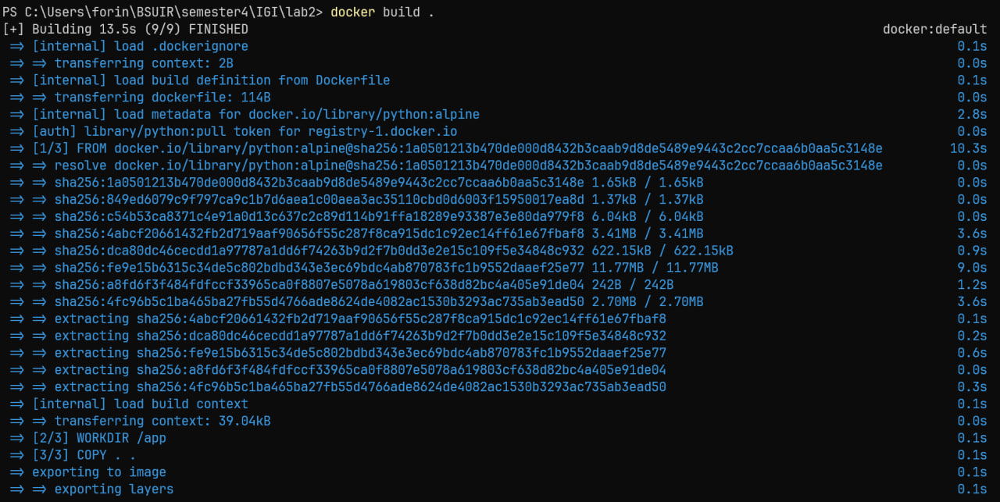 PS C:\Users\forin\BSUIR\semester4\IGI\lab2> docker build .
[+] Building 13.5s (9/9) FINISHED docker:default
=> [internal] load .dockerignore 0.1s
=> => transferring context: 2B 0.0s
=> [internal] load build definition from Dockerfile 0.1s
=> => transferring dockerfile: 114B 0.0s
=> [internal] load metadata for docker.io/library/python:alpine 2.8s
=> [auth] library/python:pull token for registry-1.docker.io 0.0s
=> [1/3] FROM docker.io/library/python:alpine@sha256:1a0501213b470de000d8432b3caab9d8de5489e9443c2cc7ccaa6b0aa5c3148e 10.3s
=> => resolve docker.io/library/python:alpine@sha256:1a0501213b470de000d8432b3caab9d8de5489e9443c2cc7ccaa6b0aa5c3148e 0.0s
=> => sha256:1a0501213b470de000d8432b3caab9d8de5489e9443c2cc7ccaa6b0aa5c3148e 1.65kB / 1.65kB 0.0s
=> => sha256:849ed6079c9f797ca9c1b7d6aea1c00aea3ac35110cbd0d6003f15950017ea8d 1.37kB / 1.37kB 0.0s
=> => sha256:c54b53ca8371c4e91a0d13c637c2c89d114b91ffa18289e93387e3e80da979f8 6.04kB / 6.04kB 0.0s
=> => sha256:4abcf20661432fb2d719aaf90656f55c287f8ca915dc1c92ec14ff61e67fbaf8 3.41MB / 3.41MB 3.6s
=> => sha256:dca80dc46cecdd1a97787a1dd6f74263b9d2f7b0dd3e2e15c109f5e34848c932 622.15kB / 622.15kB 0.9s
=> => sha256:fe9e15b6315c34de5c802bdbd343e3ec69bdc4ab870783fc1b9552daaef25e77 11.77MB / 11.77MB 9.0s
=> => sha256:a8fd6f3f484fdfccf33965ca0f8807e5078a619803cf638d82bc4a405e91de04 242B / 242B 1.2s
=> => sha256:4fc96b5c1ba465ba27fb55d4766ade8624de4082ac1530b3293ac735ab3ead50 2.70MB / 2.70MB 3.6s
=> => extracting sha256:4abcf20661432fb2d719aaf90656f55c287f8ca915dc1c92ec14ff61e67fbaf8 0.1s
=> => extracting sha256:dca80dc46cecdd1a97787a1dd6f74263b9d2f7b0dd3e2e15c109f5e34848c932 0.2s
=> => extracting sha256:fe9e15b6315c34de5c802bdbd343e3ec69bdc4ab870783fc1b9552daaef25e77 0.6s
=> => extracting sha256:a8fd6f3f484fdfccf33965ca0f8807e5078a619803cf638d82bc4a405e91de04 0.0s
=> => extracting sha256:4fc96b5c1ba465ba27fb55d4766ade8624de4082ac1530b3293ac735ab3ead50 0.3s
=> [internal] load build context 0.1s
=> => transferring context: 39.04kB 0.0s
=> [2/3] WORKDIR /app 0.1s
=> [3/3] COPY . . 0.1s
=> exporting to image 0.1s
=> => exporting layers 0.1s